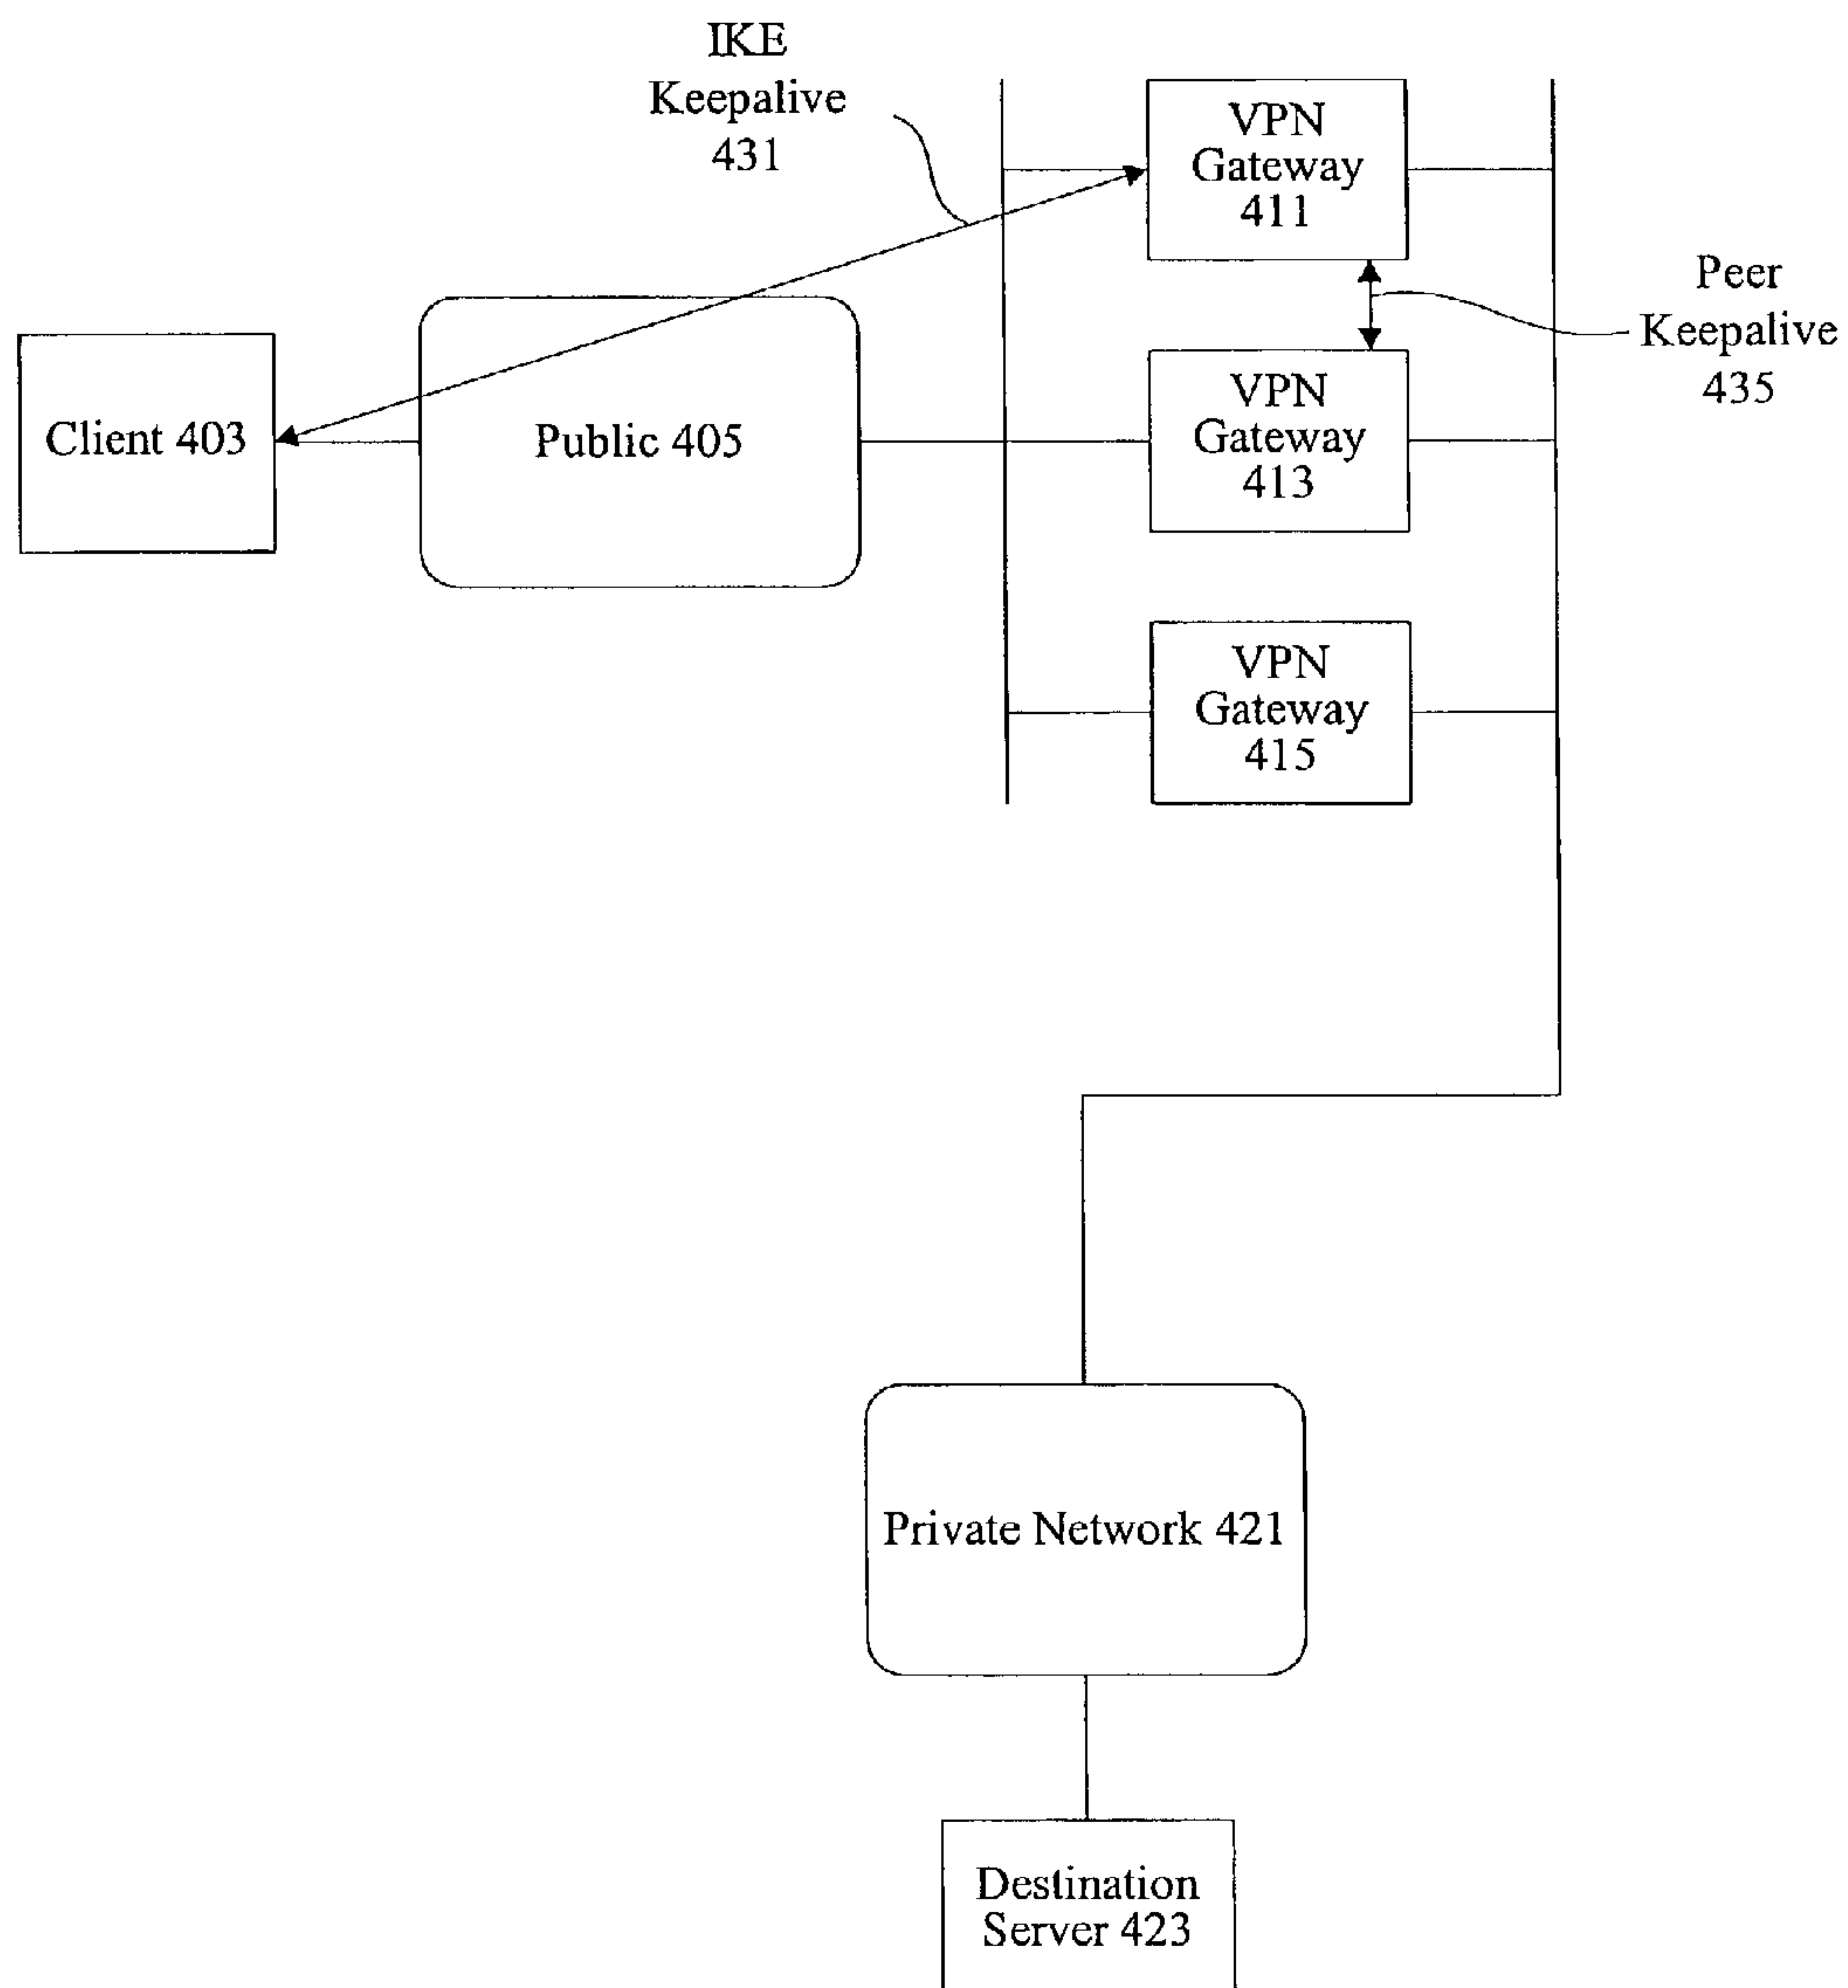 IKE
Keepalive
431
VPN
Gateway
411
Peer
Keepalive
435
Client 403
Public 405
VPN
Gateway
413
VPN
Gateway
415
Private Network 421
Destination
Server 423